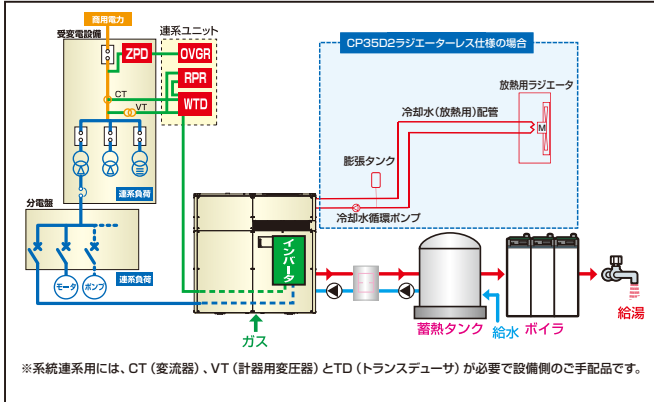 商用電力
受変電設備
連系ユニット
ZPD
OVGR
RPR
WTD
CT
VT
連系負荷
分電盤
連系負荷
モータ
ポンプ
CP35D2ラジエーターレス仕様の場合
放熱用ラジエータ
冷却水(放熱用)配管
M
膨張タンク
冷却水循環ポンプ
インバータ
ガス
蓄熱タンク
給水
ボイラ
給湯
※系統連系用には、CT(変流器)、VT(計器用変圧器)とTD(トランスデューサ)が必要で設備側のご手配品です。